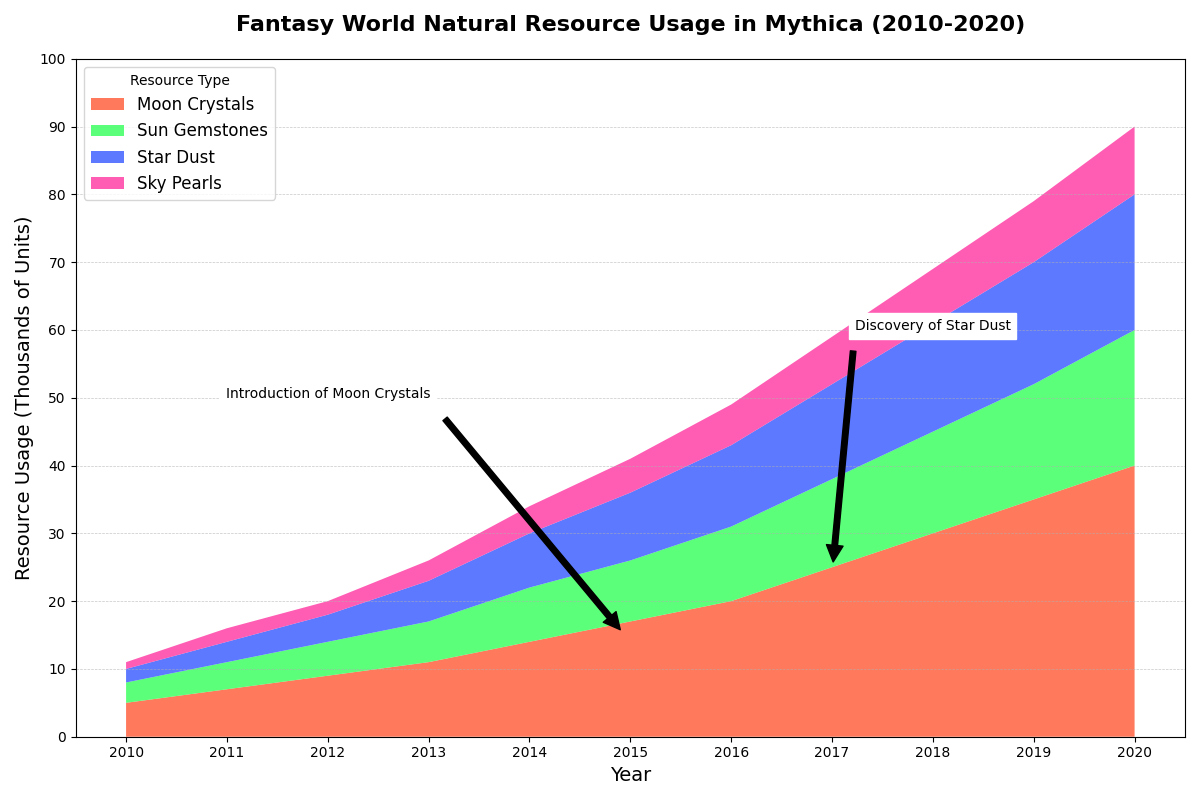 Fantasy World Natural Resource Usage in Mythica (2010-2020)
Resource Usage (Thousands of Units)
100
90
80
70
60
50
40
30
20
10
0
Resource Type
Moon Crystals
Sun Gemstones
Star Dust
Sky Pearls
Discovery of Star Dust
Introduction of Moon Crystals
2010 2011 2012 2013 2014 2015 2016 2017 2018 2019 2020
Year